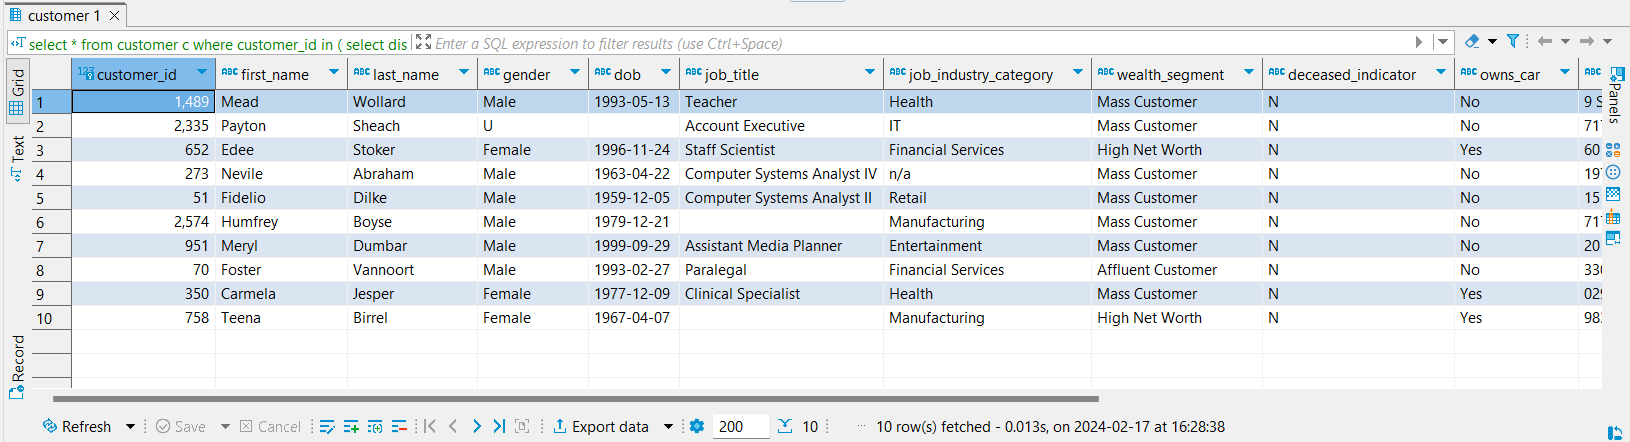 customer 1
select * from customer c where customer_id in ( select dis Enter a SQL expression to filter results (use Ctrl+Space)
Grid
Text
Record
Panels
123 customer_id ABC first_name ABC last_name ABC gender ABC dob ABC job_title ABC job_industry_category ABC wealth_segment ABC deceased_indicator ABC owns_car ABC
1 1,489 Mead Wollard Male 1993-05-13 Teacher Health Mass Customer N No 9 S
2 2,335 Payton Sheach U Account Executive IT Mass Customer N No 717
3 652 Edee Stoker Female 1996-11-24 Staff Scientist Financial Services High Net Worth N Yes 60
4 273 Nevile Abraham Male 1963-04-22 Computer Systems Analyst IV n/a Mass Customer N No 197
5 51 Fidelio Dilke Male 1959-12-05 Computer Systems Analyst II Retail Mass Customer N No 15
6 2,574 Humfrey Boyse Male 1979-12-21 Manufacturing Mass Customer N No 717
7 951 Meryl Dumbar Male 1999-09-29 Assistant Media Planner Entertainment Mass Customer N No 20
8 70 Foster Vannoort Male 1993-02-27 Paralegal Financial Services Affluent Customer N No 330
9 350 Carmela Jesper Female 1977-12-09 Clinical Specialist Health Mass Customer N Yes 029
10 758 Teena Birrel Female 1967-04-07 Manufacturing High Net Worth N Yes 982
Refresh Save Cancel Export data 200 10 ··· 10 row(s) fetched - 0.013s, on 2024-02-17 at 16:28:38